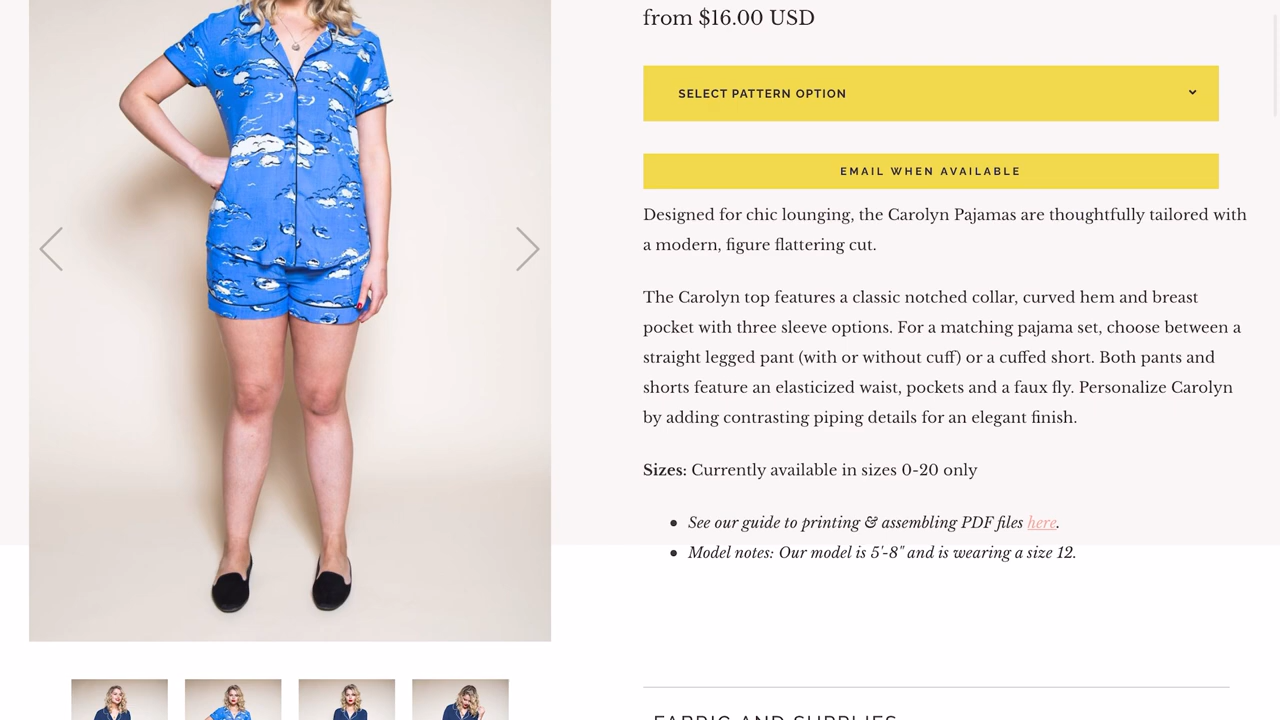 from $16.00 USD
SELECT PATTERN OPTION
EMAIL WHEN AVAILABLE
Designed for chic lounging, the Carolyn Pajamas are thoughtfully tailored with
a modern, figure flattering cut.
The Carolyn top features a classic notched collar, curved hem and breast
pocket with three sleeve options. For a matching pajama set, choose between a
straight legged pant (with or without cuff) or a cuffed short. Both pants and
shorts feature an elasticized waist, pockets and a faux fly. Personalize Carolyn
by adding contrasting piping details for an elegant finish.
Sizes: Currently available in sizes 0-20 only
● See our guide to printing & assembling PDF files here.
● Model notes: Our model is 5'-8" and is wearing a size 12.
FABRIC AND SUPPLIES